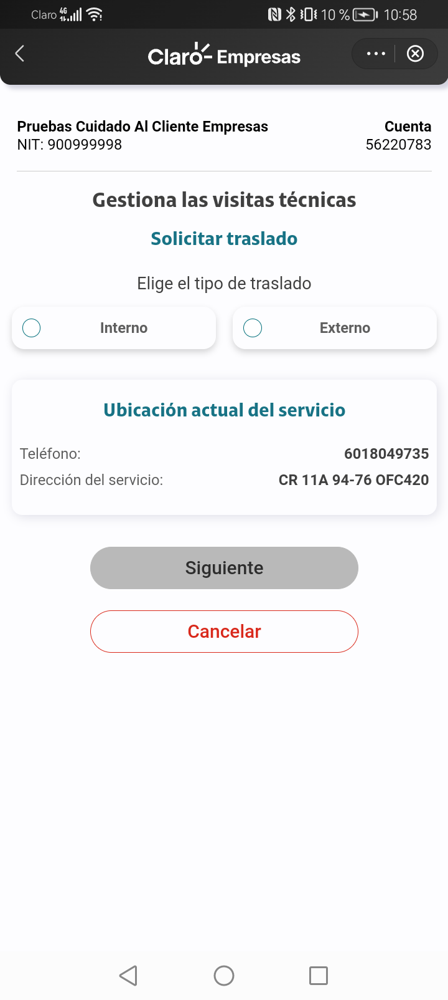 Claro 4G 10 % 10:58
Claro- Empresas
Pruebas Cuidado Al Cliente Empresas Cuenta
NIT: 900999998 56220783
Gestiona las visitas técnicas
Solicitar traslado
Elige el tipo de traslado
Interno Externo
Ubicación actual del servicio
Teléfono: 6018049735
Dirección del servicio: CR 11A 94-76 OFC420
Siguiente
Cancelar